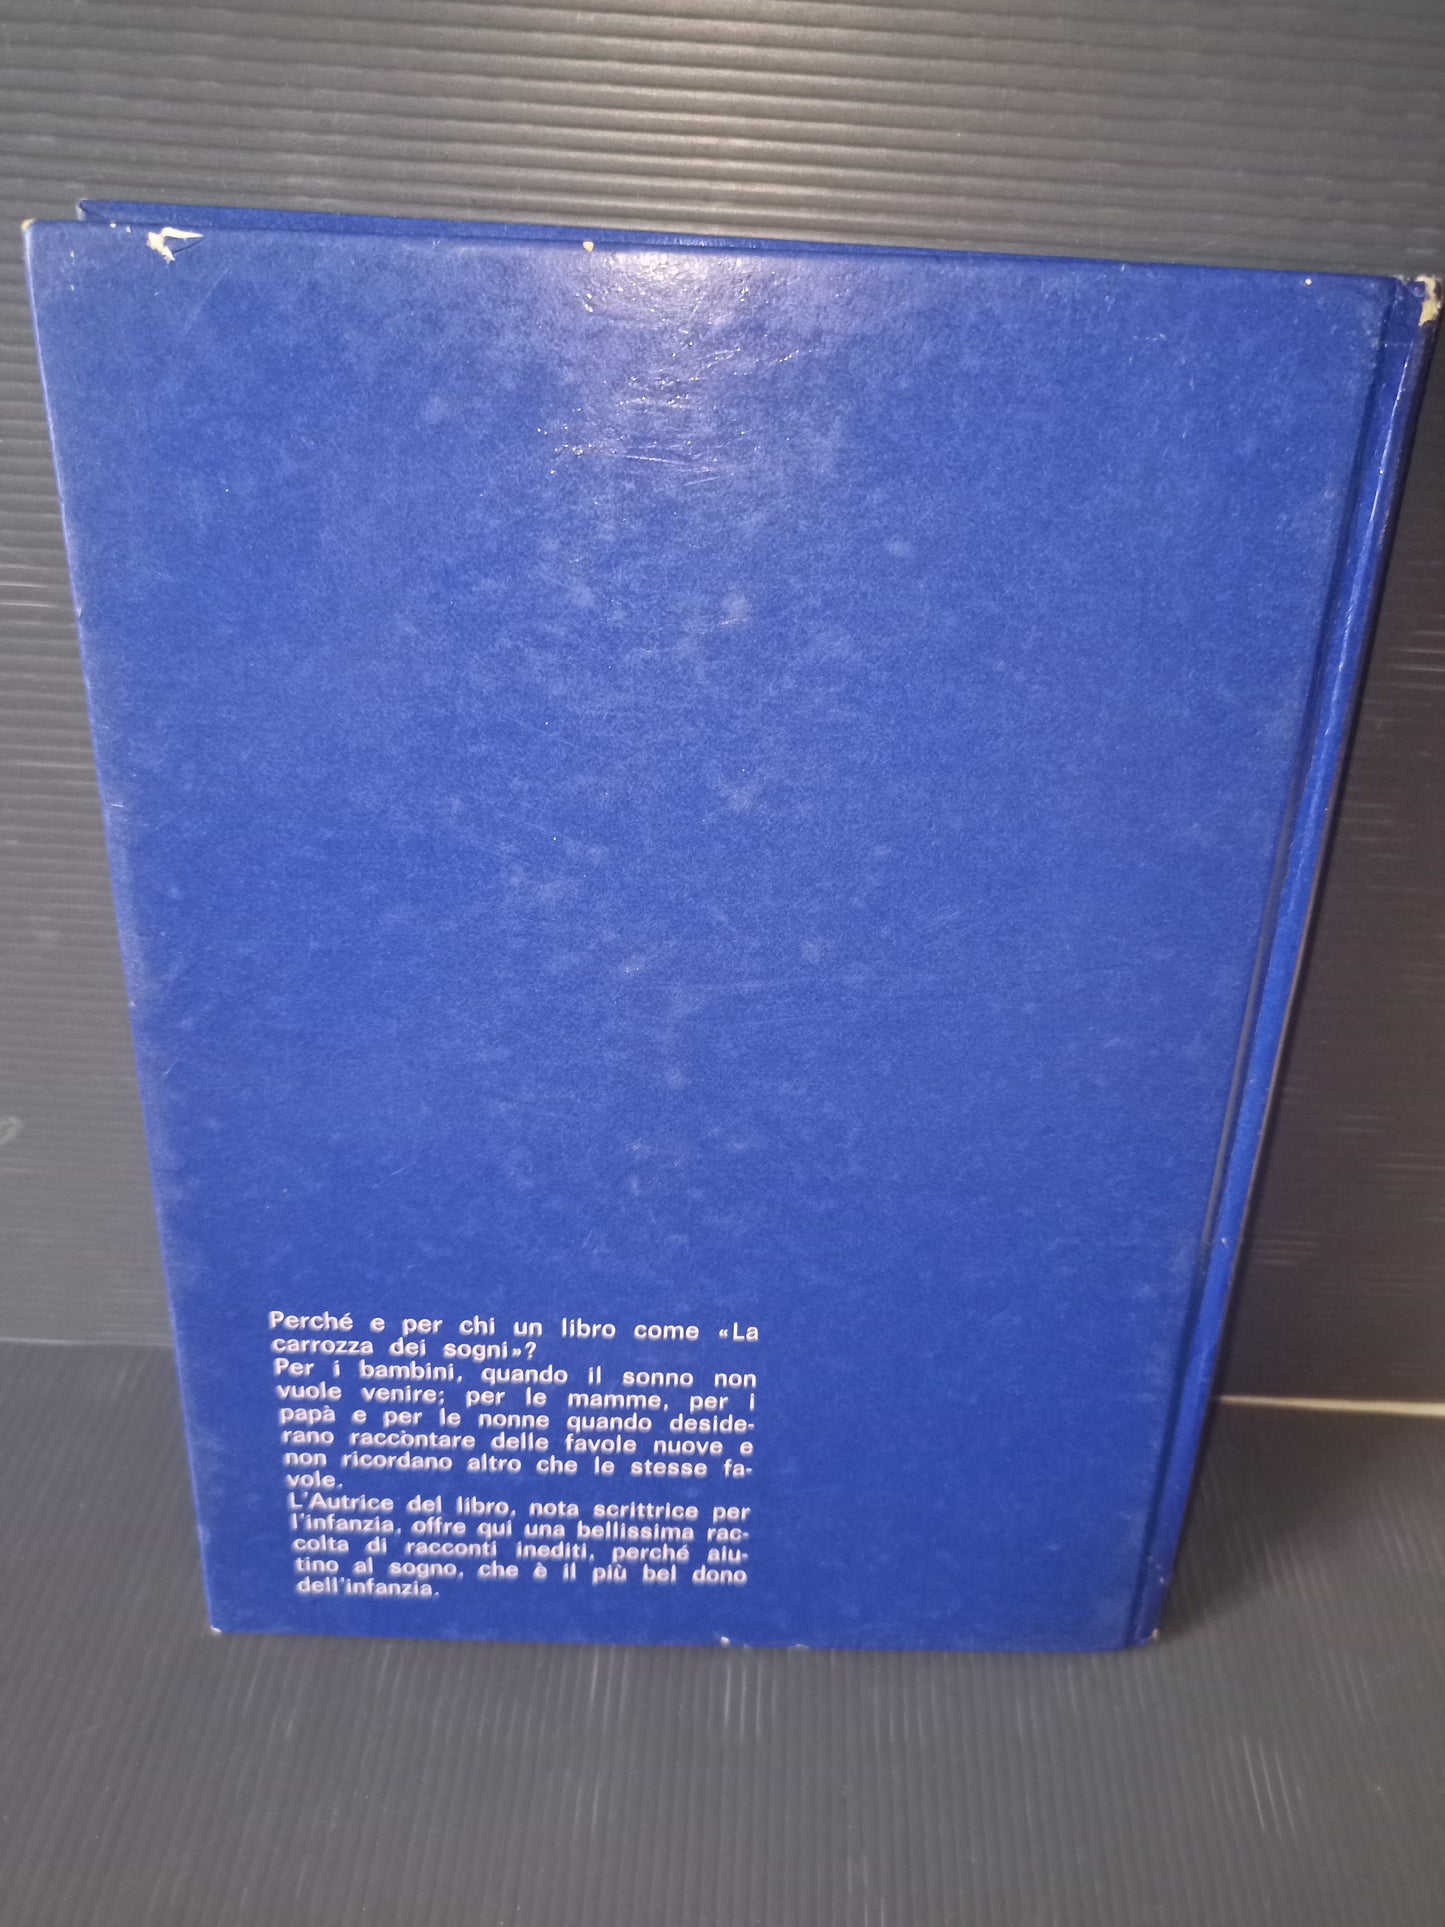 Perché e per chi un libro come «La
carrozza dei sogni»?
Per i bambini, quando il sonno non
vuole venire; per le mamme, per i
papà e per le nonne quando deside-
rano raccontare delle favole nuove e
non ricordano altro che le stesse fa-
vole.
L'Autrice del libro, nota scrittrice per
l'infanzia, offre qui una bellissima rac-
colta di racconti inediti, perché aiu-
tino al sogno, che è il più bel dono
dell'infanzia.